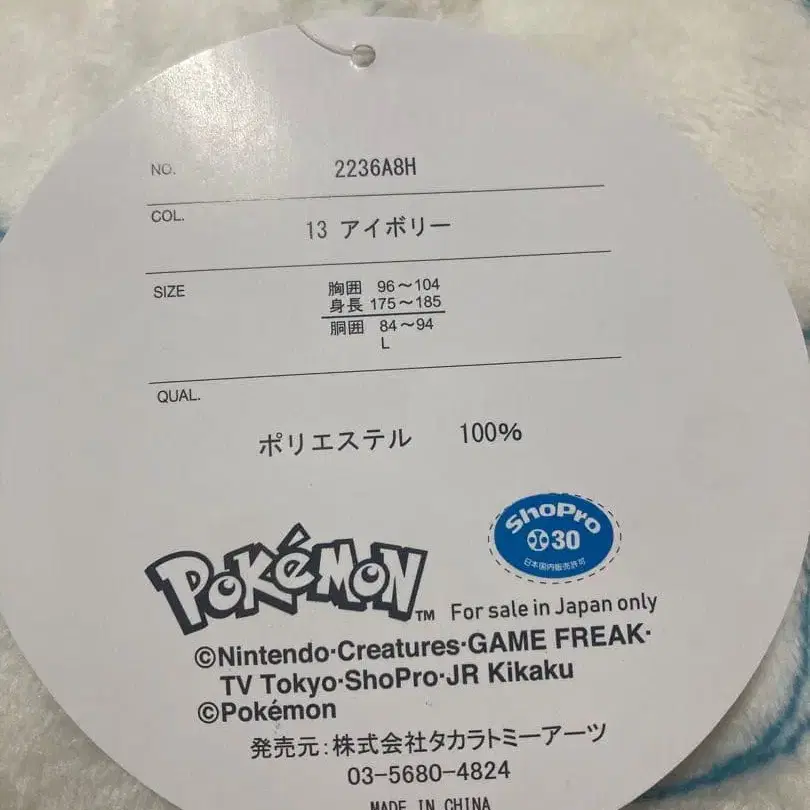 NO. 2236A8H
COL. 13 アイボリー
SIZE 胸囲 96～104
身長 175～185
胴囲 84～94
L
QUAL.
ポリエステル 100%
ShoPro
30
日本国内販売許可
POKéMON™ For sale in Japan only
©Nintendo·Creatures·GAME FREAK·
TV Tokyo·ShoPro·JR Kikaku
©Pokémon
発売元:株式会社タカラトミーアーツ
03-5680-4824
MADE IN CHINA